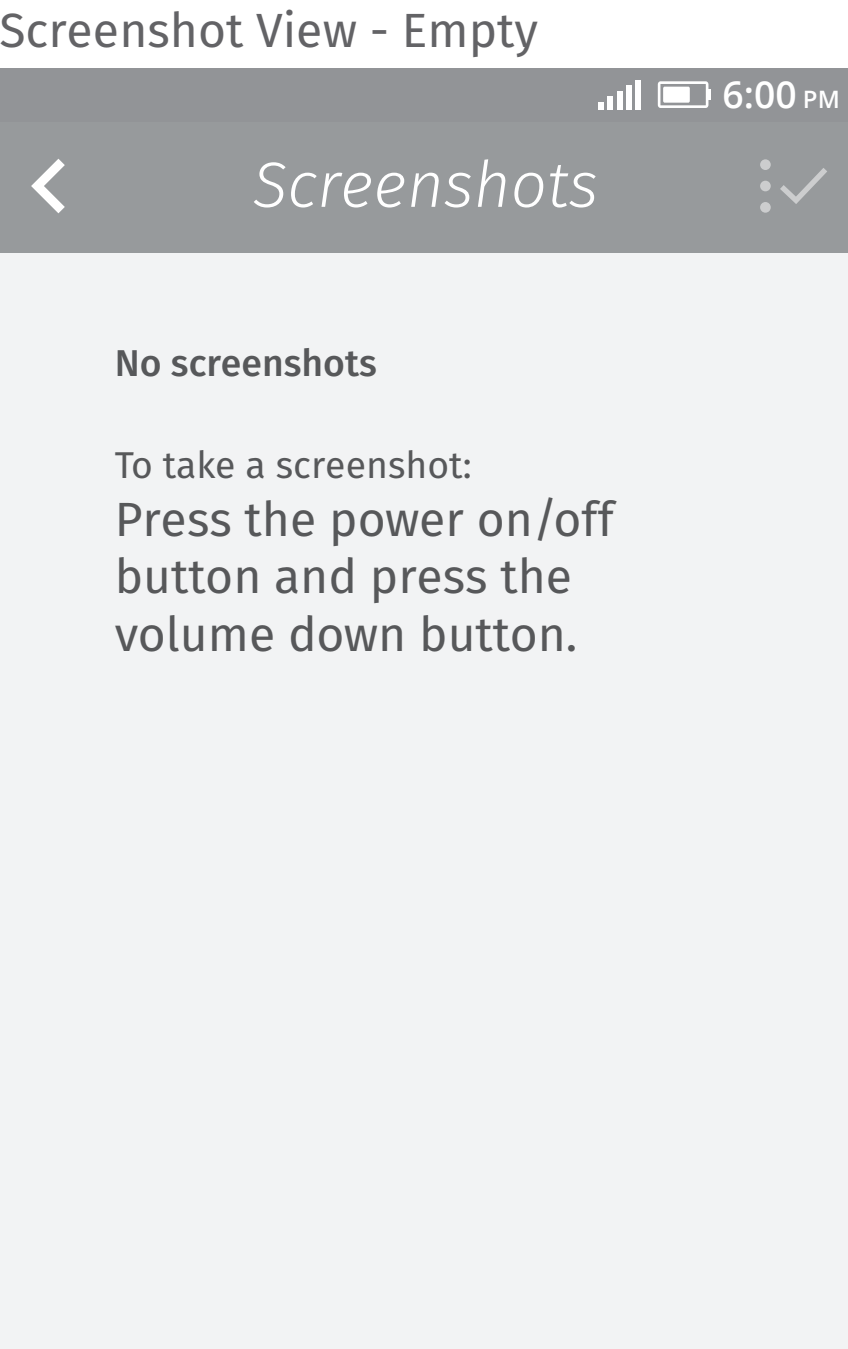 Screenshot View - Empty
6:00 PM
Screenshots
No screenshots
To take a screenshot:
Press the power on/off
button and press the
volume down button.